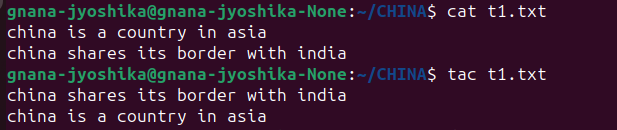 gnana-jyoshika@gnana-jyoshika-None:~/CHINA$ cat t1.txt
china is a country in asia
china shares its border with india
gnana-jyoshika@gnana-jyoshika-None:~/CHINA$ tac t1.txt
china shares its border with india
china is a country in asia